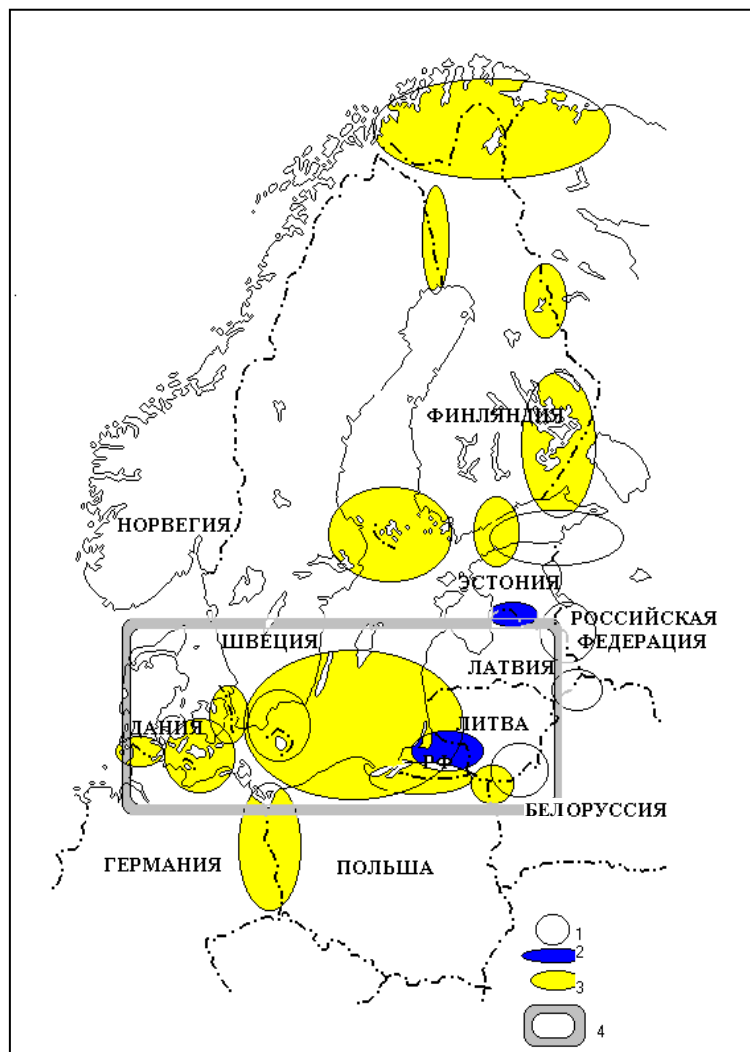 ФИНЛЯНДИЯ
НОРВЕГИЯ
ЭСТОНИЯ
РОССИЙСКАЯ
ФЕДЕРАЦИЯ
ШВЕЦИЯ
ЛАТВИЯ
ДАНИЯ
ЛИТВА
РФ
БЕЛОРУССИЯ
ГЕРМАНИЯ
ПОЛЬША
1
2
3
4